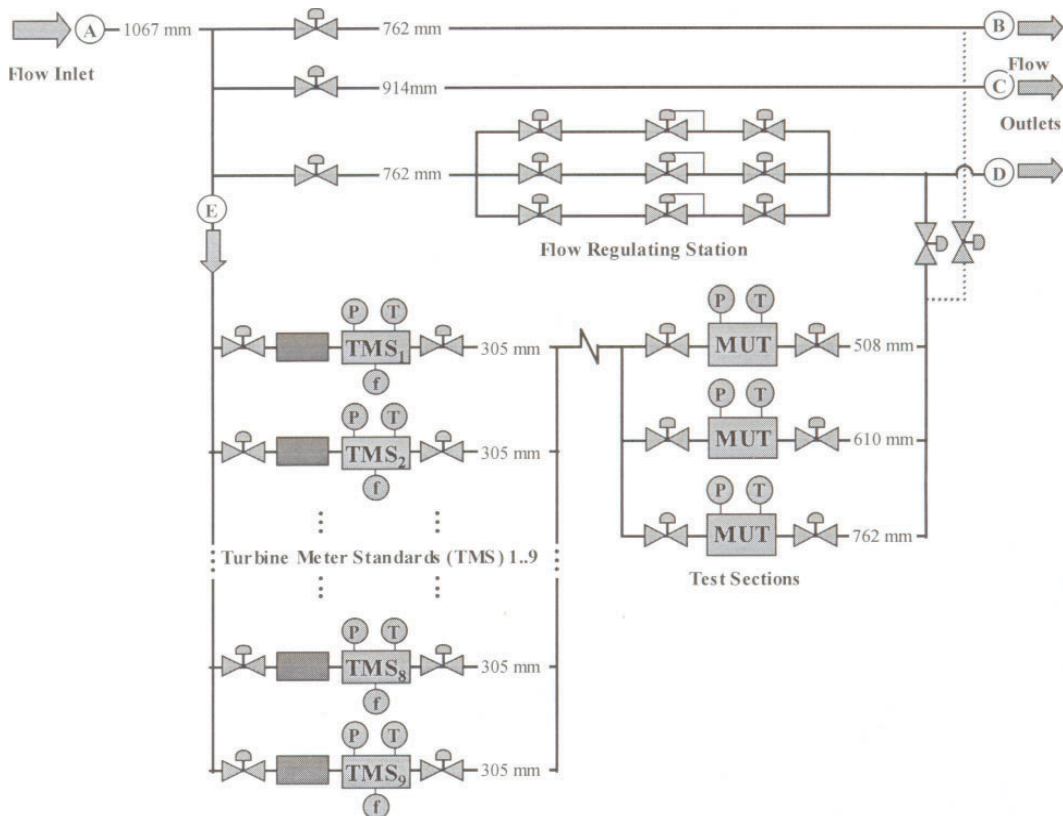 A
1067 mm
762 mm
B
Flow Inlet
Flow
914mm
C
Outlets
762 mm
D
E
Flow Regulating Station
P T
P T
TMS1
305 mm
MUT
508 mm
f
P T
P T
TMS2
305 mm
MUT
610 mm
f
P T
MUT
762 mm
Turbine Meter Standards (TMS) 1..9
Test Sections
P T
TMS8
305 mm
f
P T
TMS9
305 mm
f